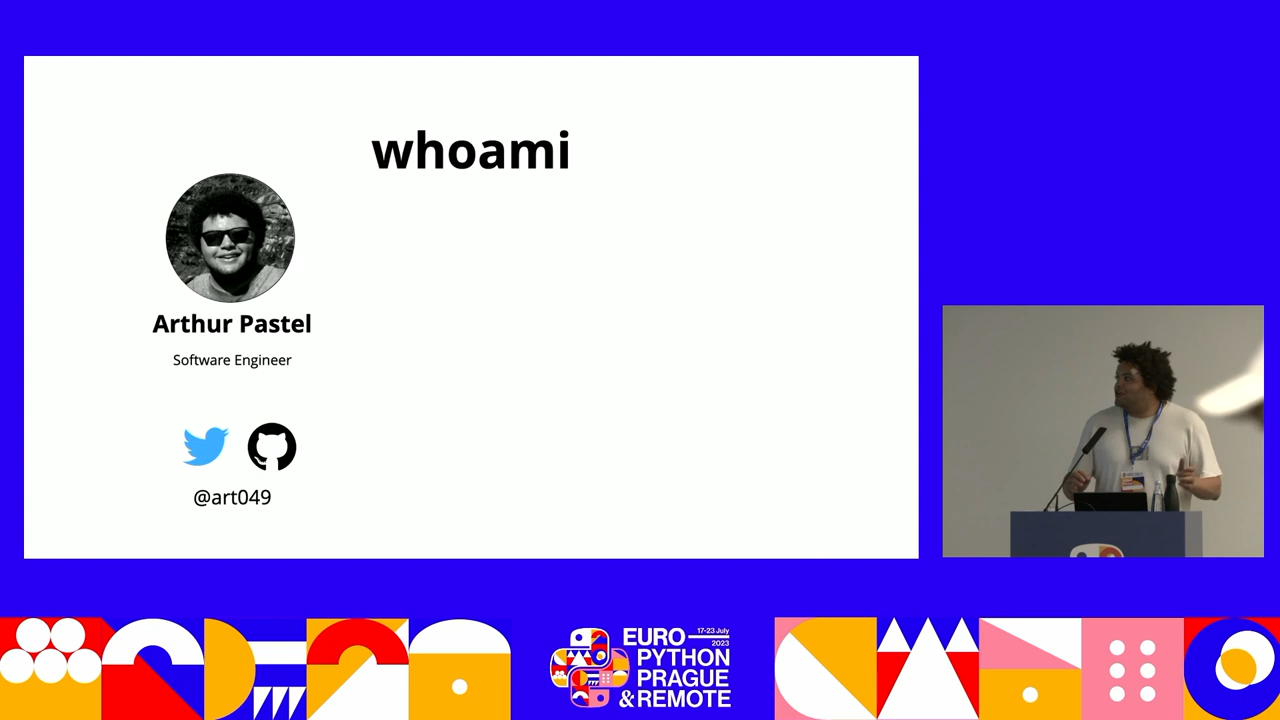 whoami
Arthur Pastel
Software Engineer
@art049
EURO
17-23 July
2023
PYTHON
PRAGUE
& REMOTE